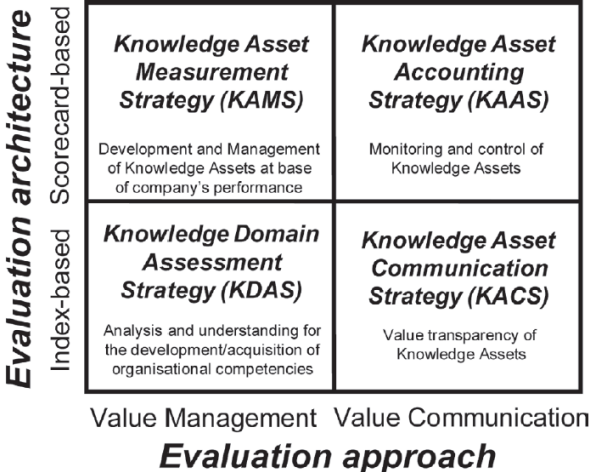 Evaluation architecture
Scorecard-based
Index-based
Knowledge Asset
Measurement
Strategy (KAMS)
Development and Management
of Knowledge Assets at base
of company's performance
Knowledge Asset
Accounting
Strategy (KAAS)
Monitoring and control of
Knowledge Assets
Knowledge Domain
Assessment
Strategy (KDAS)
Analysis and understanding for
the development/acquisition of
organisational competencies
Knowledge Asset
Communication
Strategy (KACS)
Value transparency of
Knowledge Assets
Value Management
Value Communication
Evaluation approach